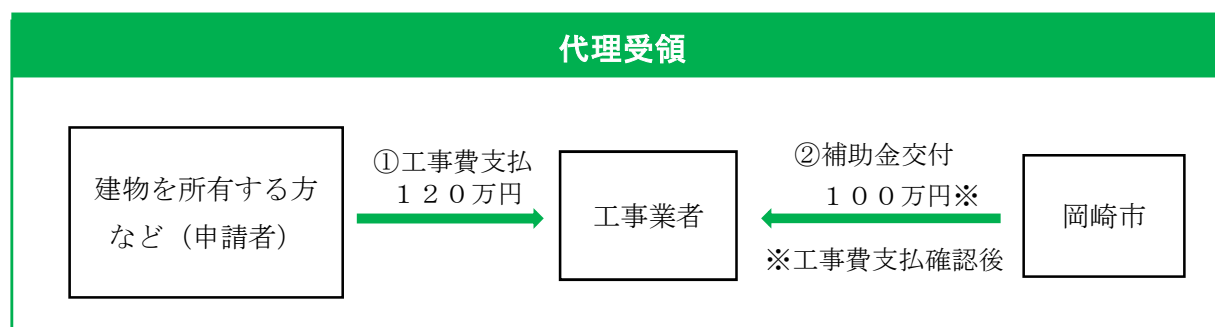 代理受領
建物を所有する方
など（申請者）
①工事費支払
１２０万円
工事業者
②補助金交付
１００万円※
※工事費支払確認後
岡崎市